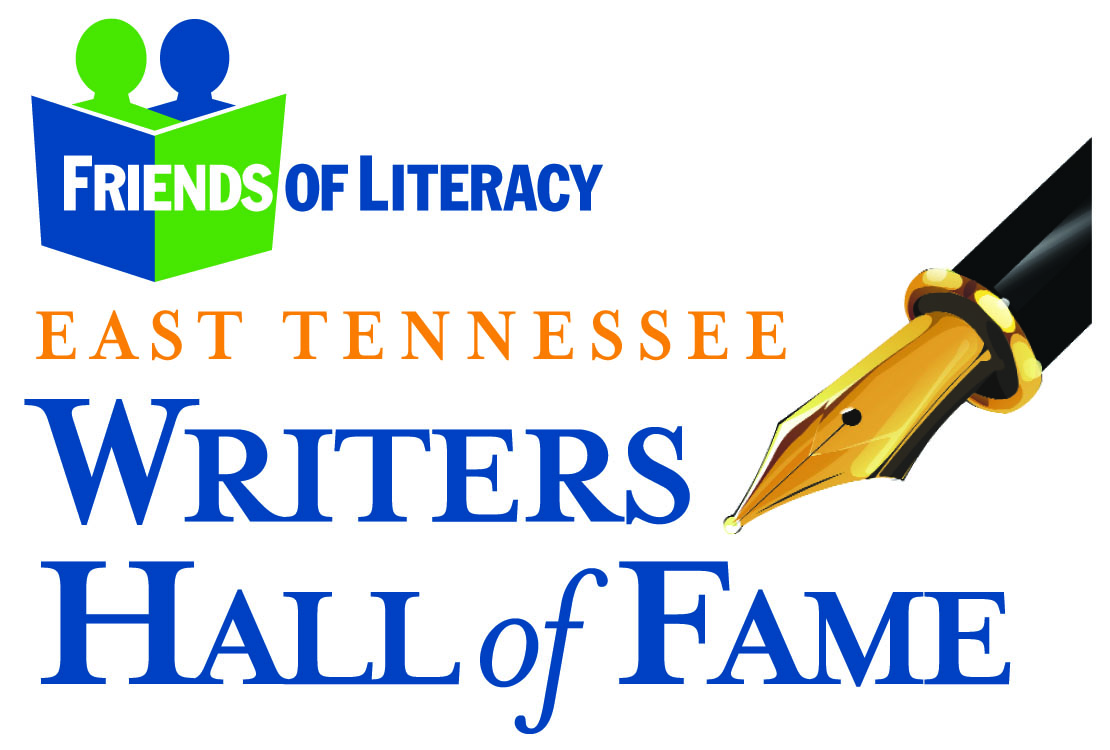 FRIENDS OF LITERACY
EAST TENNESSEE
WRITERS
HALL of FAME